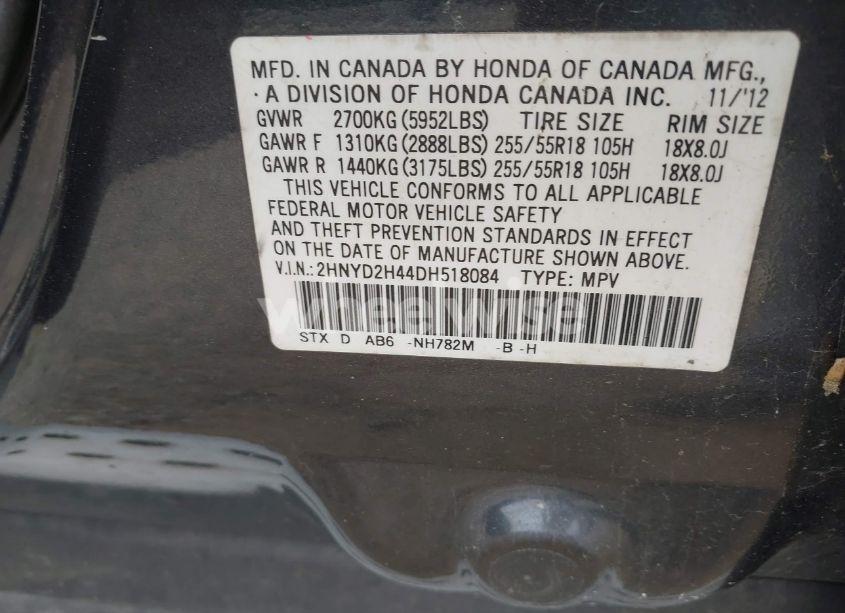 MFD. IN CANADA BY HONDA OF CANADA MFG.,
· A DIVISION OF HONDA CANADA INC. 11/'12
GVWR 2700KG (5952LBS) TIRE SIZE RIM SIZE
GAWR F 1310KG (2888LBS) 255/55R18 105H 18X8.0J
GAWR R 1440KG (3175LBS) 255/55R18 105H 18X8.0J
THIS VEHICLE CONFORMS TO ALL APPLICABLE
FEDERAL MOTOR VEHICLE SAFETY
AND THEFT PREVENTION STANDARDS IN EFFECT
ON THE DATE OF MANUFACTURE SHOWN ABOVE.
V.I.N.: 2HNYD2H44DH518084 TYPE: MPV
wheelwise
STX D AB6 -NH782M -B -H